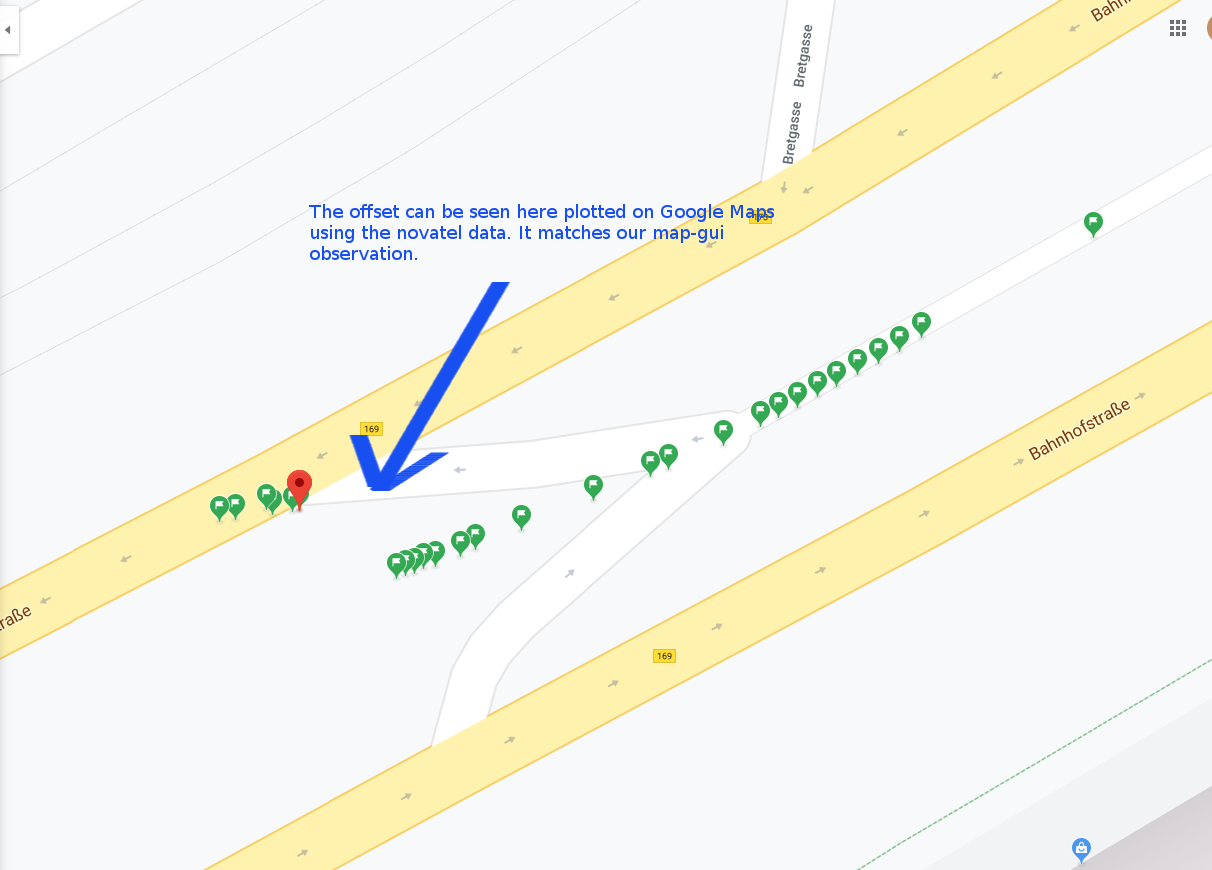 Bahn
Bretgasse
Bretgasse
The offset can be seen here plotted on Google Maps
using the novatel data. It matches our map-gui
observation.
169
Bahnhofstraße
raße
169